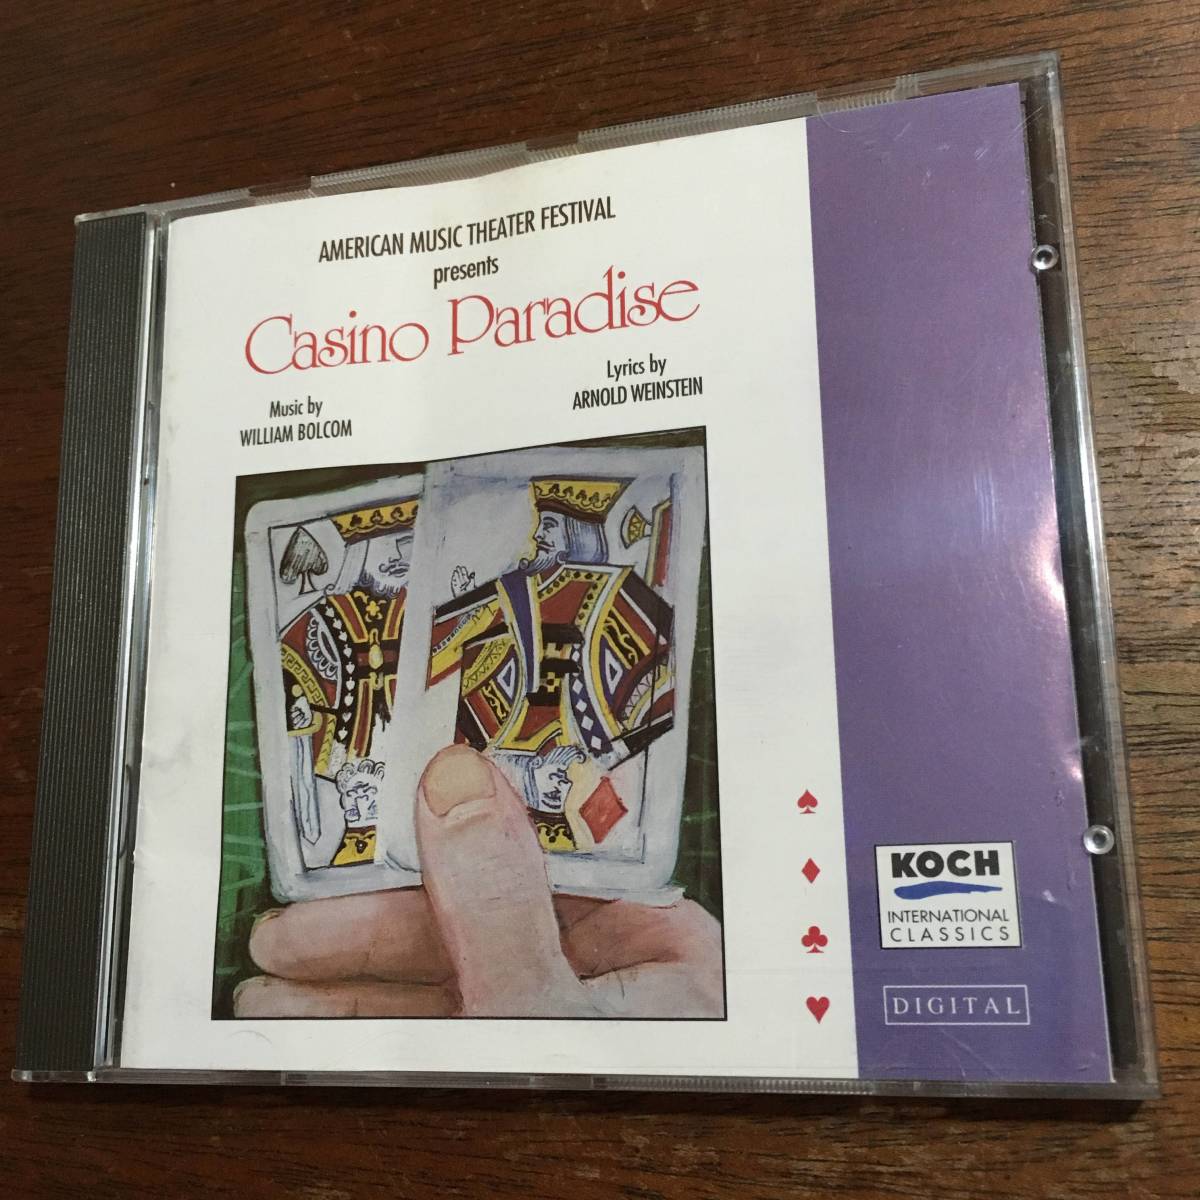 AMERICAN MUSIC THEATER FESTIVAL
presents
Casino Paradise
Music by
WILLIAM BOLCOM
Lyrics by
ARNOLD WEINSTEIN
KOCH
INTERNATIONAL
CLASSICS
DIGITAL